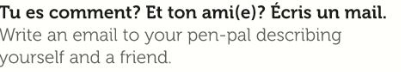 Tu es comment? Et ton ami(e)? Écris un mail.
Write an email to your pen-pal describing
yourself and a friend.